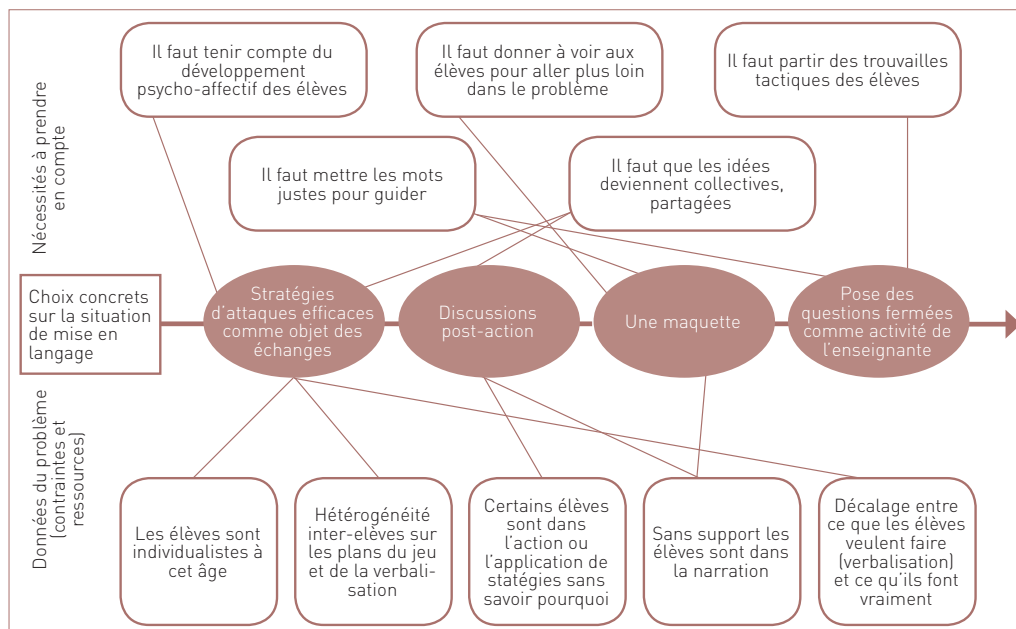 Il faut tenir compte du
développement
psycho-affectif des élèves
Il faut donner à voir aux
élèves pour aller plus loin
dans le problème
Il faut partir des trouvailles
tactiques des élèves
Nécessités à prendre
en compte
Il faut mettre les mots
justes pour guider
Il faut que les idées
deviennent collectives,
partagées
Choix concrets
sur la situation
de mise en
langage
Stratégies
d'attaques efficaces
comme objet des
échanges
Discussions
post-action
Une maquette
Pose des
questions fermées
comme activité de
l'enseignante
Données du problème
(contraintes et
ressources)
Les élèves sont
individualistes à
cet âge
Hétérogénéité
inter-elèves sur
les plans du jeu
et de la verbali-
sation
Certains élèves
sont dans
l'action ou
l'application de
statégies sans
savoir pourquoi
Sans support les
élèves sont dans
la narration
Décalage entre
ce que les élèves
veulent faire
(verbalisation)
et ce qu'ils font
vraiment